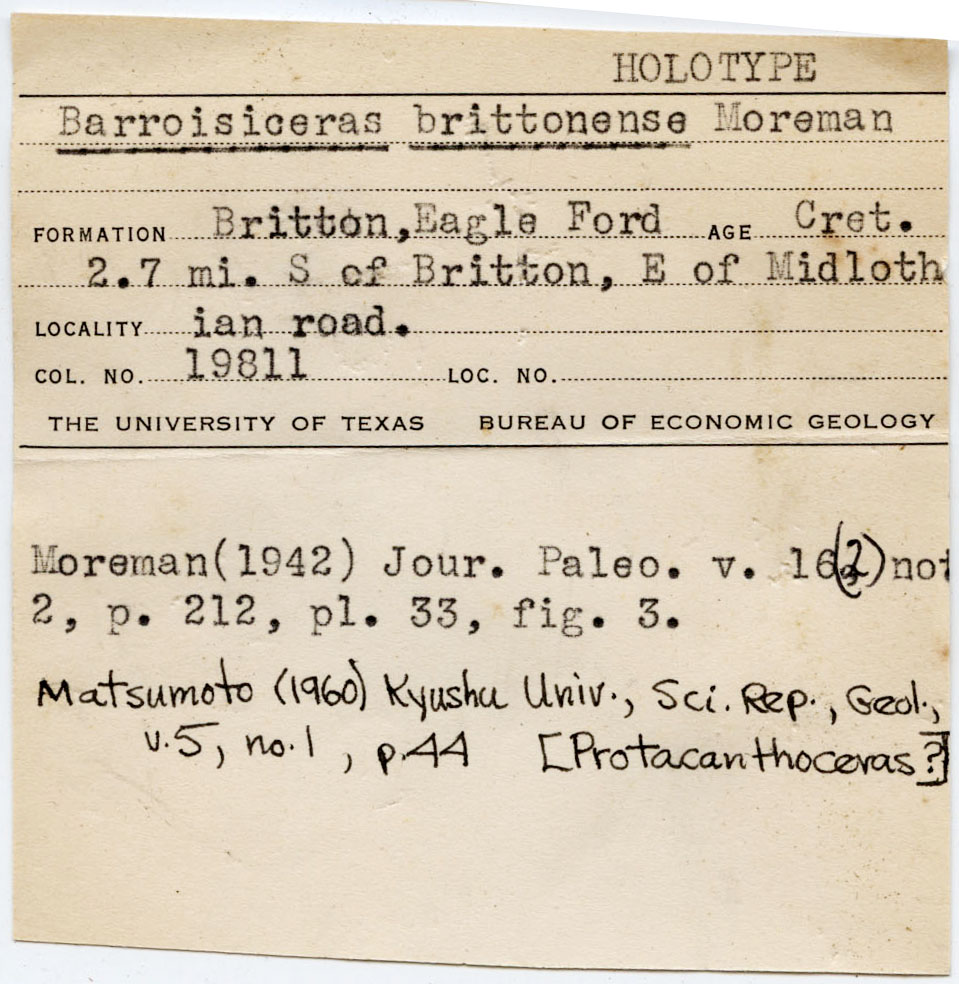 HOLOTYPE
Barroisiceras brittonense Moreman
FORMATION Britton,Eagle Ford AGE Cret.
2.7 mi. S of Britton, E of Midloth
LOCALITY ian road.
COL. NO. 19811 LOC. NO.
THE UNIVERSITY OF TEXAS BUREAU OF ECONOMIC GEOLOGY
Moreman(1942) Jour. Paleo. v. 16(2)not
2, p. 212, pl. 33, fig. 3.
Matsumoto (1960) Kyushu Univ., Sci. Rep., Geol.,
v.5, no.1, p.44 [Protacanthoceras?]